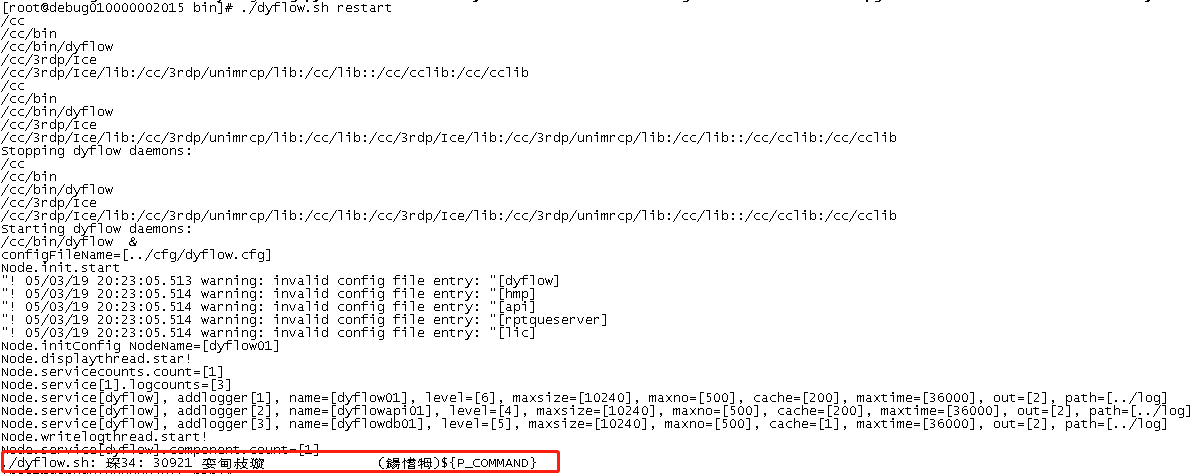 [root@debug010000002015 bin]# ./dyflow.sh restart
/cc
/cc/bin
/cc/bin/dyflow
/cc/3rdp/Ice
/cc/3rdp/Ice/lib:/cc/3rdp/unimrcp/lib:/cc/lib::/cc/cclib:/cc/cclib
/cc
/cc/bin
/cc/bin/dyflow
/cc/3rdp/Ice
/cc/3rdp/Ice/lib:/cc/3rdp/unimrcp/lib:/cc/lib:/cc/3rdp/Ice/lib:/cc/3rdp/unimrcp/lib:/cc/lib::/cc/cclib:/cc/cclib
Stopping dyflow daemons:
/cc
/cc/bin
/cc/bin/dyflow
/cc/3rdp/Ice
/cc/3rdp/Ice/lib:/cc/3rdp/unimrcp/lib:/cc/lib:/cc/3rdp/Ice/lib:/cc/3rdp/unimrcp/lib:/cc/lib::/cc/cclib:/cc/cclib
Starting dyflow daemons:
/cc/bin/dyflow  &
configFileName=[../cfg/dyflow.cfg]
Node.init.start
"! 05/03/19 20:23:05.513 warning: invalid config file entry: "[dyflow]
"! 05/03/19 20:23:05.514 warning: invalid config file entry: "[hmp]
"! 05/03/19 20:23:05.514 warning: invalid config file entry: "[api]
"! 05/03/19 20:23:05.514 warning: invalid config file entry: "[rptqueserver]
"! 05/03/19 20:23:05.514 warning: invalid config file entry: "[lic]
Node.initConfig NodeName=[dyflow01]
Node.displaythread.star!
Node.servicecounts.count=[1]
Node.service[1].logcounts=[3]
Node.service[dyflow], addlogger[1], name=[dyflow01], level=[6], maxsize=[10240], maxno=[500], cache=[200], maxtime=[36000], out=[2], path=[../log]
Node.service[dyflow], addlogger[2], name=[dyflowapi01], level=[4], maxsize=[10240], maxno=[500], cache=[200], maxtime=[36000], out=[2], path=[../log]
Node.service[dyflow], addlogger[3], name=[dyflowdb01], level=[5], maxsize=[10240], maxno=[500], cache=[1], maxtime=[36000], out=[2], path=[../log]
Node.writelogthread.start!
Node.service[dyflow].component.count=[1]
./dyflow.sh: 琛34: 30921 (${P_COMMAND}